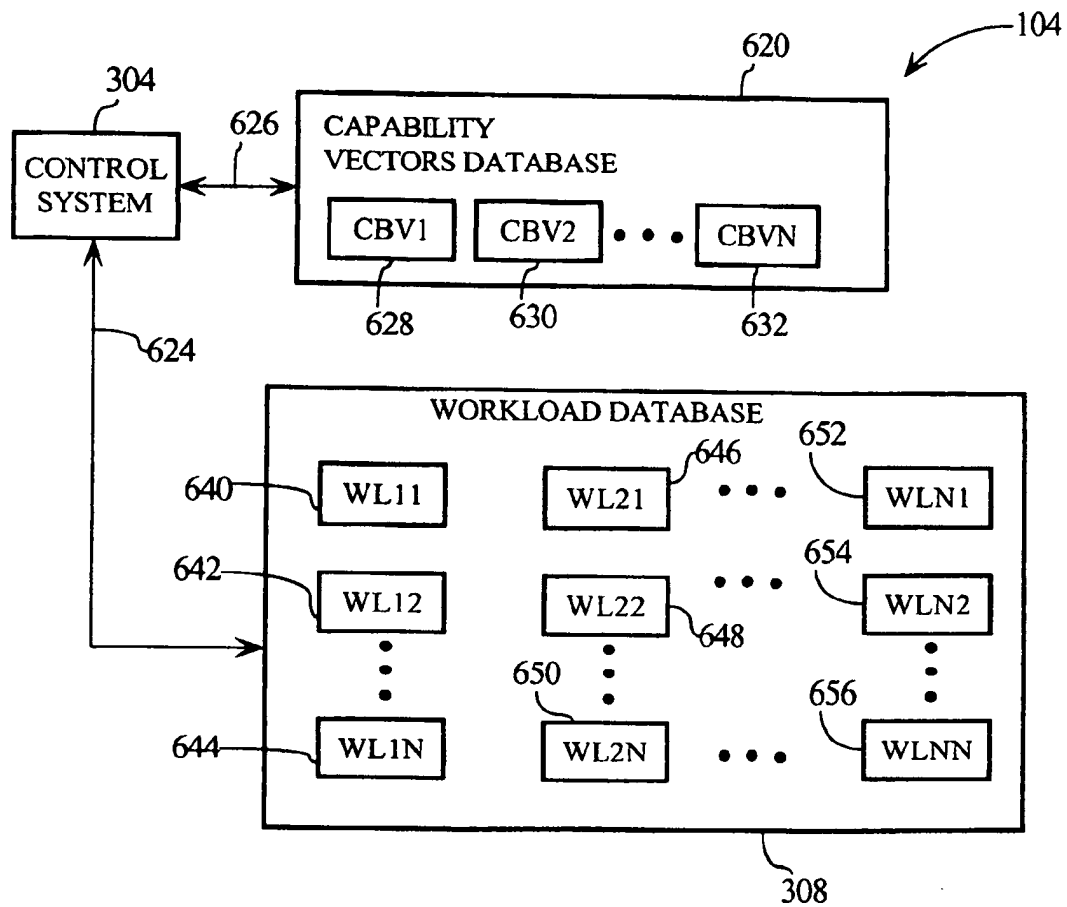 104
620
304
626
CAPABILITY
VECTORS DATABASE
CONTROL
SYSTEM
CBV1 CBV2 CBVN
628 630 632
624
WORKLOAD DATABASE
646 652
640 WL11 WL21 WLN1
642 654
WL12 WL22 WLN2
648
650 656
644 WL1N WL2N WLNN
308